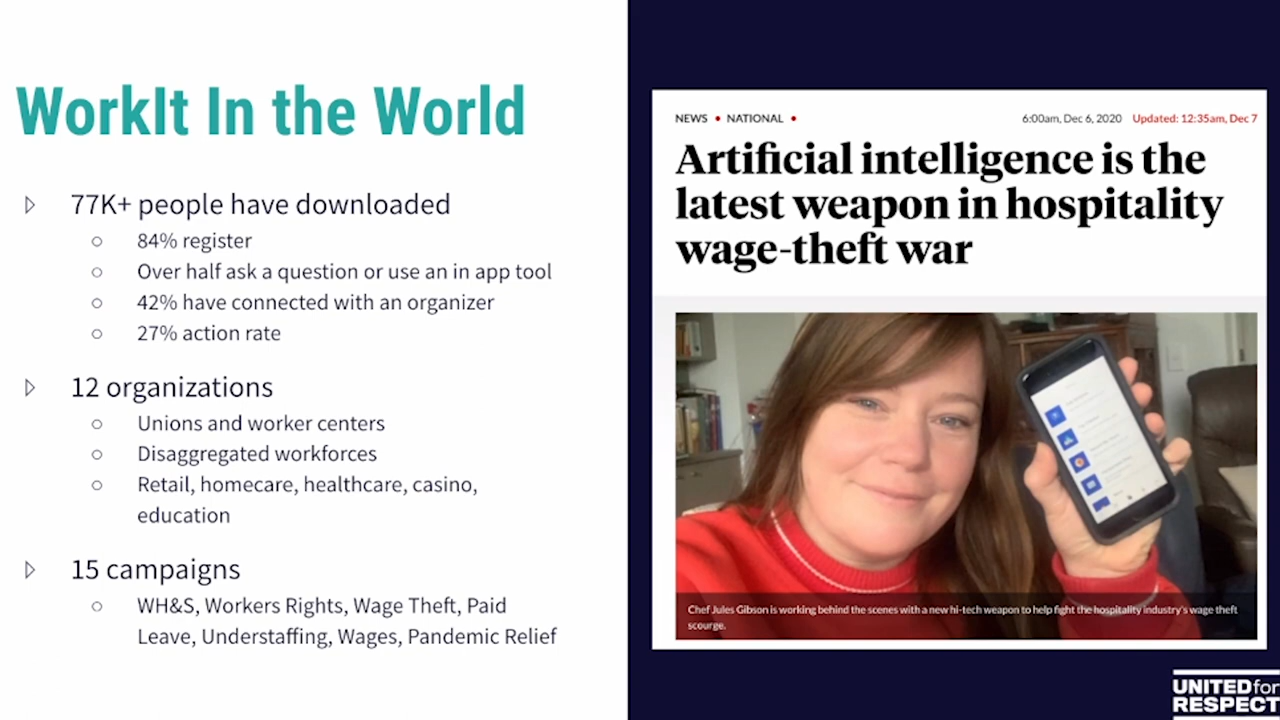 WorkIt In the World
77K+ people have downloaded
84% register
Over half ask a question or use an in app tool
42% have connected with an organizer
27% action rate
12 organizations
Unions and worker centers
Disaggregated workforces
Retail, homecare, healthcare, casino,
education
15 campaigns
WH&S, Workers Rights, Wage Theft, Paid
Leave, Understaffing, Wages, Pandemic Relief
NEWS • NATIONAL •
6:00am, Dec 6, 2020 Updated: 12:35am, Dec 7
Artificial intelligence is the
latest weapon in hospitality
wage-theft war
Chef Jules Gibson is working behind the scenes with a new hi-tech weapon to help fight the hospitality industry's wage theft
scourge.
UNITED for
RESPECT